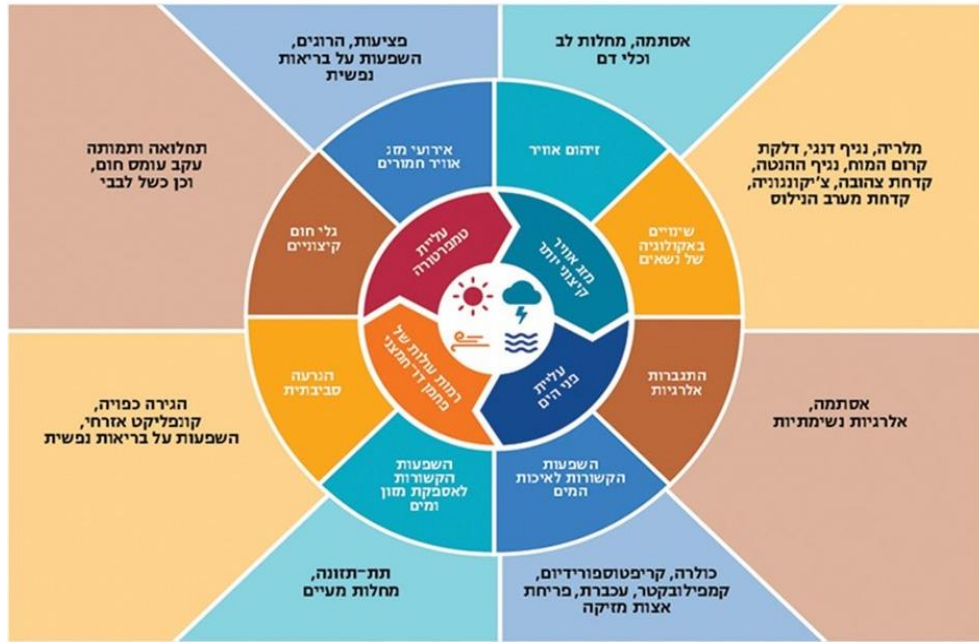 אסתמה, מחלות לב
וכלי דם
זיהום אוויר
מלריה, נגיף דנגי, דלקת
קרום המוח, נגיף ההנטה,
קדחת צהובה, צ'יקונגוניה,
קדחת מערב הנילוס
שינויים
באקולוגיה
של נשאים
אסתמה,
אלרגיות נשימתיות
התגברות
אלרגיות
כולרה, קריפטוספורידיום,
קמפילובקטר, עכברת, פריחת
אצות מזיקה
השפעות
הקשורות לאיכות
המים
תת-תזונה,
מחלות מעיים
השפעות
הקשורות
לאספקת מזון
ומים
הגירה כפויה,
קונפליקט אזרחי,
השפעות על בריאות נפשית
הגרעה
סביבתית
תחלואה ותמותה
עקב עומס חום,
וכן כשל לבבי
גלי חום
קיצוניים
פציעות, הרוגים,
השפעות על בריאות
נפשית
אירועי מזג
אוויר חמורים
מזג אוויר
קיצוני יותר
עליית
פני הים
רמות עולות של
פחמן דו-חמצני
עליית
טמפרטורה